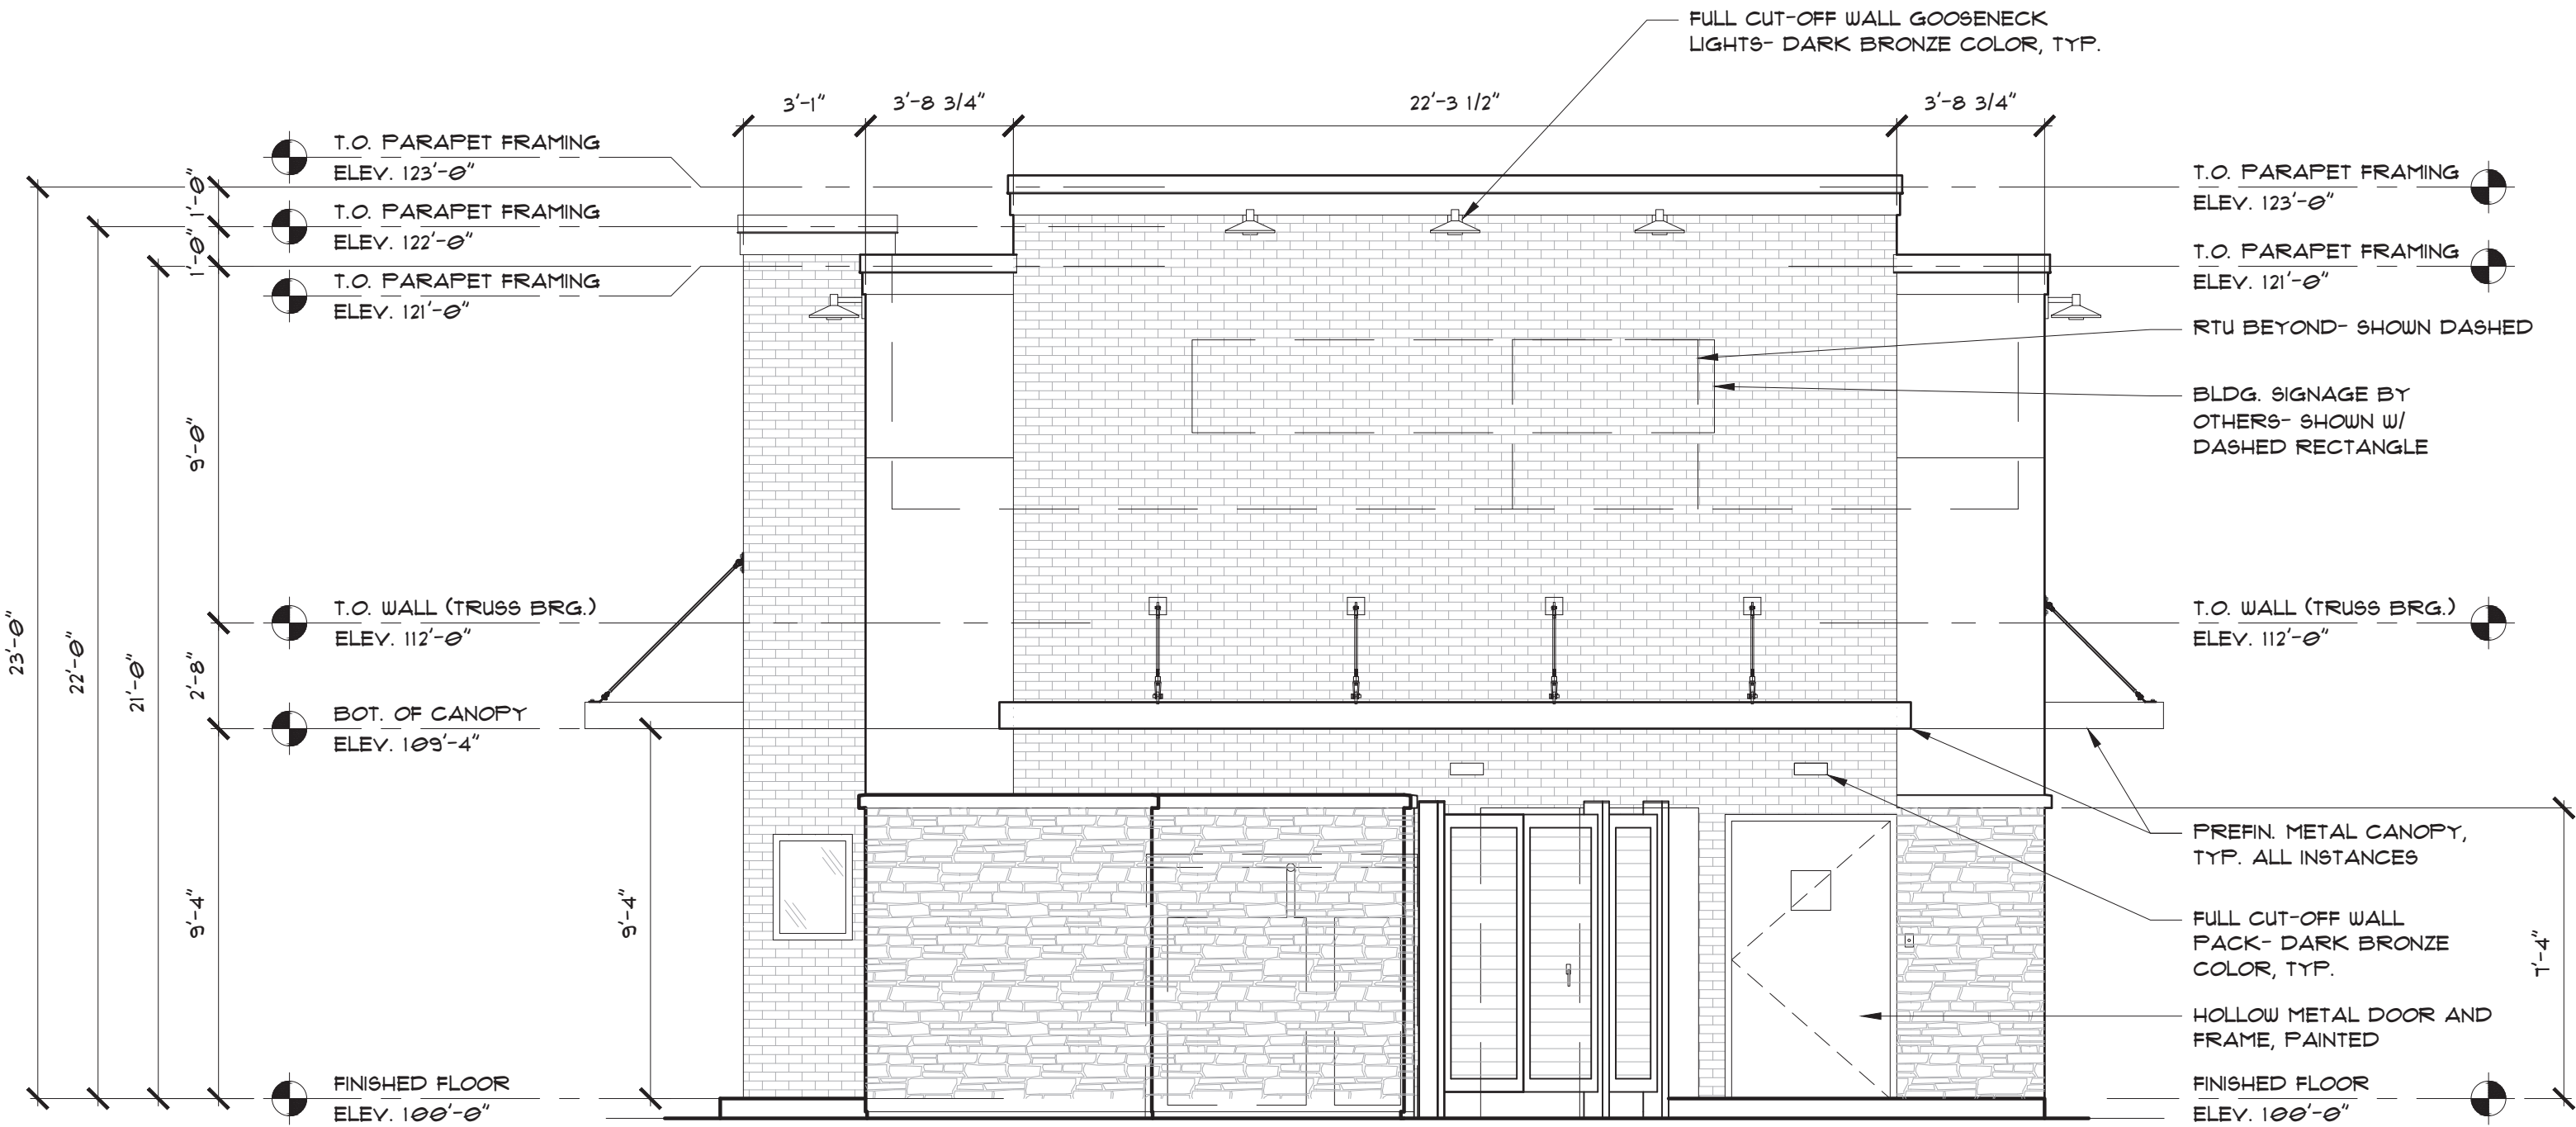 FULL CUT-OFF WALL GOOSENECK
LIGHTS- DARK BRONZE COLOR, TYP.
3'-1"
3'-8 3/4"
22'-3 1/2"
3'-8 3/4"
T.O. PARAPET FRAMING
ELEV. 123'-0"
T.O. PARAPET FRAMING
ELEV. 122'-0"
T.O. PARAPET FRAMING
ELEV. 121'-0"
1'-0"
1'-0"
9'-0"
23'-0"
22'-0"
21'-0"
2'-8"
9'-4"
9'-4"
T.O. WALL (TRUSS BRG.)
ELEV. 112'-0"
BOT. OF CANOPY
ELEV. 109'-4"
FINISHED FLOOR
ELEV. 100'-0"
T.O. PARAPET FRAMING
ELEV. 123'-0"
T.O. PARAPET FRAMING
ELEV. 121'-0"
RTU BEYOND- SHOWN DASHED
BLDG. SIGNAGE BY
OTHERS- SHOWN W/
DASHED RECTANGLE
T.O. WALL (TRUSS BRG.)
ELEV. 112'-0"
PREFIN. METAL CANOPY,
TYP. ALL INSTANCES
FULL CUT-OFF WALL
PACK- DARK BRONZE
COLOR, TYP.
7'-4"
HOLLOW METAL DOOR AND
FRAME, PAINTED
FINISHED FLOOR
ELEV. 100'-0"